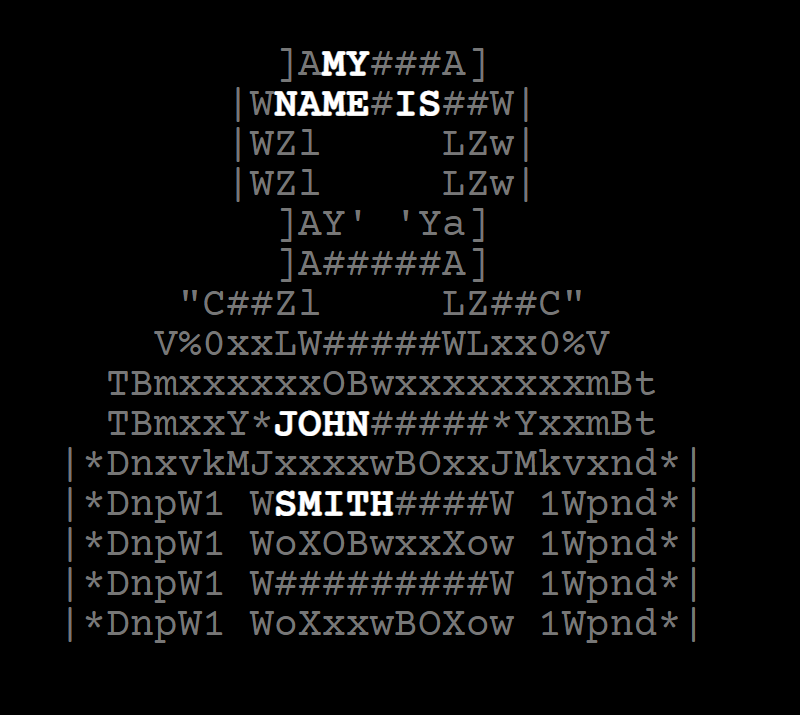 ]AMY###A]
|WNAME#IS##W|
|WZl     LZw|
|WZl     LZw|
]AY' 'Ya]
]A#####A]
"C##Zl     LZ##C"
V%0xxLW#####WLxx0%V
TBmxxxxxxOBwxxxxxxxxmBt
TBmxxY*JOHN#####*YxxmBt
|*DnxvkMJxxxxwBOxxJMkvxnd*|
|*DnpW1 WSMITH####W 1Wpnd*|
|*DnpW1 WoXOBwxxXow 1Wpnd*|
|*DnpW1 W#########W 1Wpnd*|
|*DnpW1 WoXxxwBOXow 1Wpnd*|